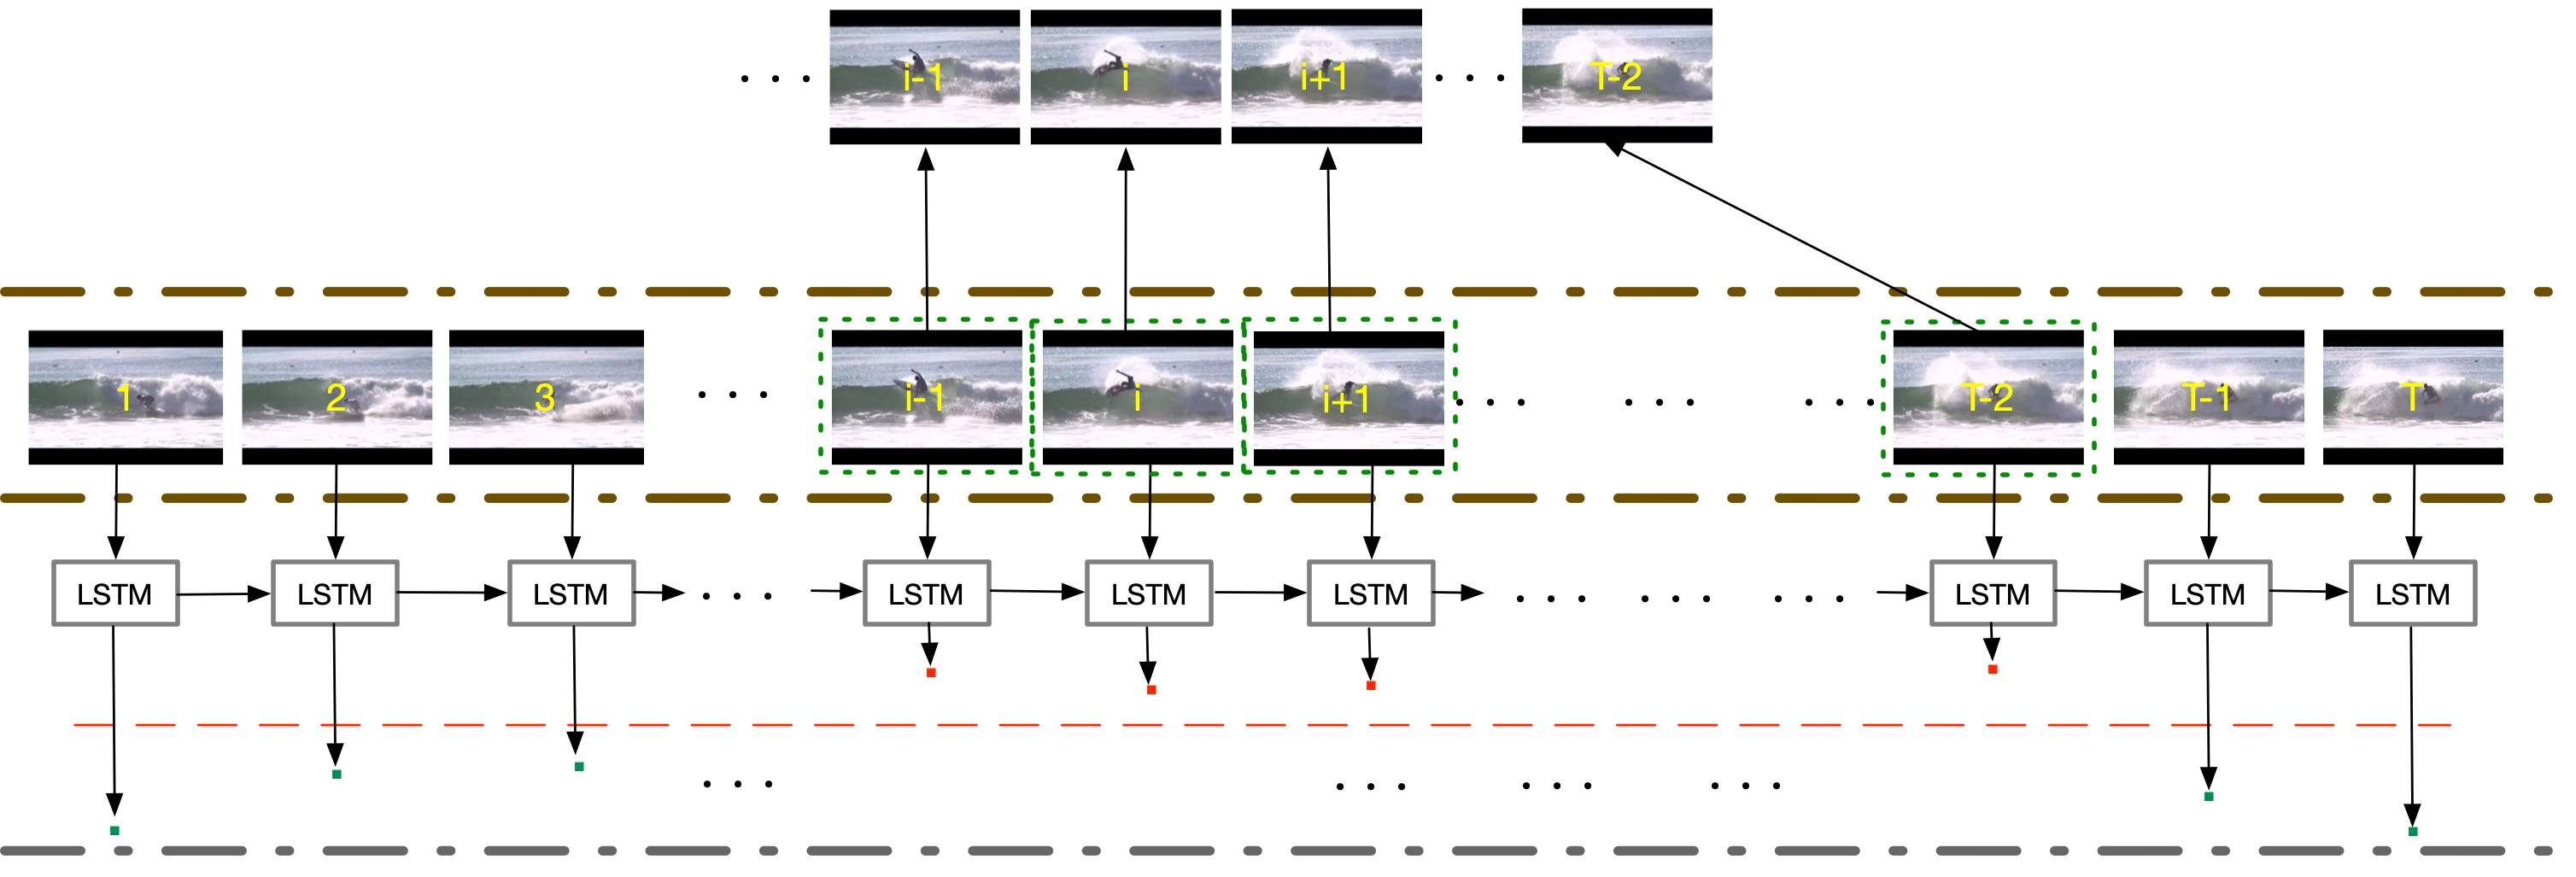 . . . i-1 i i+1 . . . T-2
1 2 3 . . . i-1 i i+1 . . . . . . . . . T-2 T-1 T
LSTM LSTM LSTM . . . LSTM LSTM LSTM . . . . . . . . . LSTM LSTM LSTM
. . . . . . . . . . . .